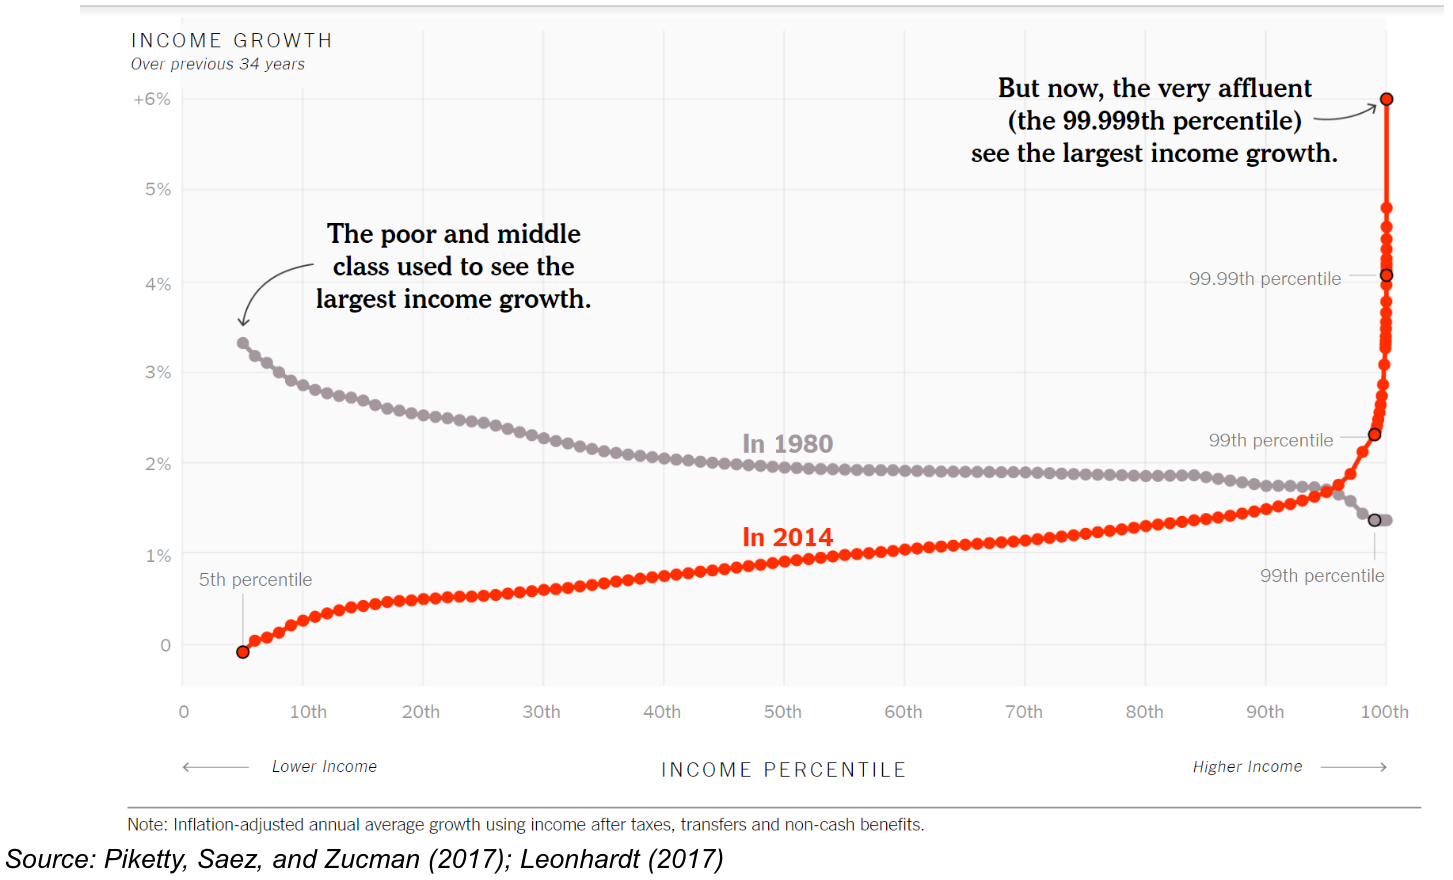 INCOME GROWTH
Over previous 34 years
+6%
5%
4%
3%
2%
1%
0
The poor and middle
class used to see the
largest income growth.
But now, the very affluent
(the 99.999th percentile)
see the largest income growth.
99.99th percentile
99th percentile
In 1980
In 2014
5th percentile
99th percentile
0 10th 20th 30th 40th 50th 60th 70th 80th 90th 100th
Lower Income INCOME PERCENTILE Higher Income
Note: Inflation-adjusted annual average growth using income after taxes, transfers and non-cash benefits.
Source: Piketty, Saez, and Zucman (2017); Leonhardt (2017)